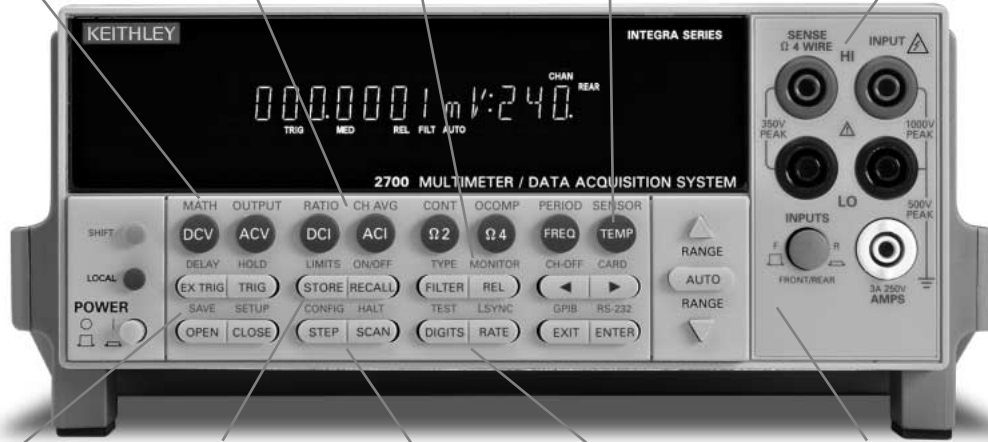 KEITHLEY
INTEGRA SERIES
CHAN
REAR
000.0001 mV:240.
TRIG MED REL FILT AUTO
2700 MULTIMETER / DATA ACQUISITION SYSTEM
SENSE
Ω 4 WIRE
INPUT
HI
350V
PEAK
1000V
PEAK
LO
500V
PEAK
INPUTS
F R
FRONT/REAR
3A 250V
AMPS
MATH OUTPUT RATIO CH AVG CONT OCOMP PERIOD SENSOR
SHIFT
DCV ACV DCI ACI Ω2 Ω4 FREQ TEMP
DELAY HOLD LIMITS ON/OFF TYPE MONITOR CH-OFF CARD
LOCAL
EX TRIG TRIG STORE RECALL FILTER REL
SAVE SETUP CONFIG HALT TEST LSYNC GPIB RS-232
POWER
OPEN CLOSE STEP SCAN DIGITS RATE EXIT ENTER
RANGE
AUTO
RANGE